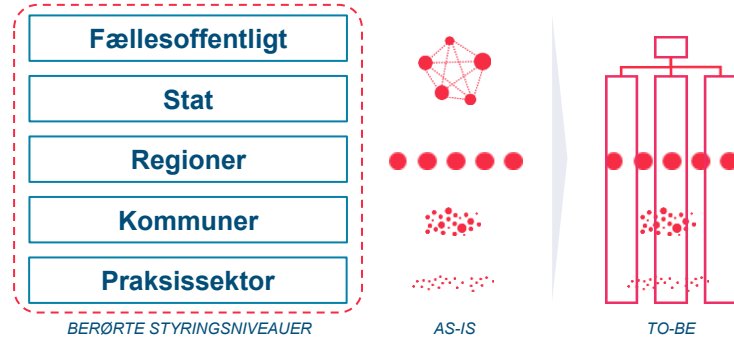 Fællesoffentligt
Stat
Regioner
Kommuner
Praksissektor
BERØRTE STYRINGSNIVEAUER
AS-IS
TO-BE